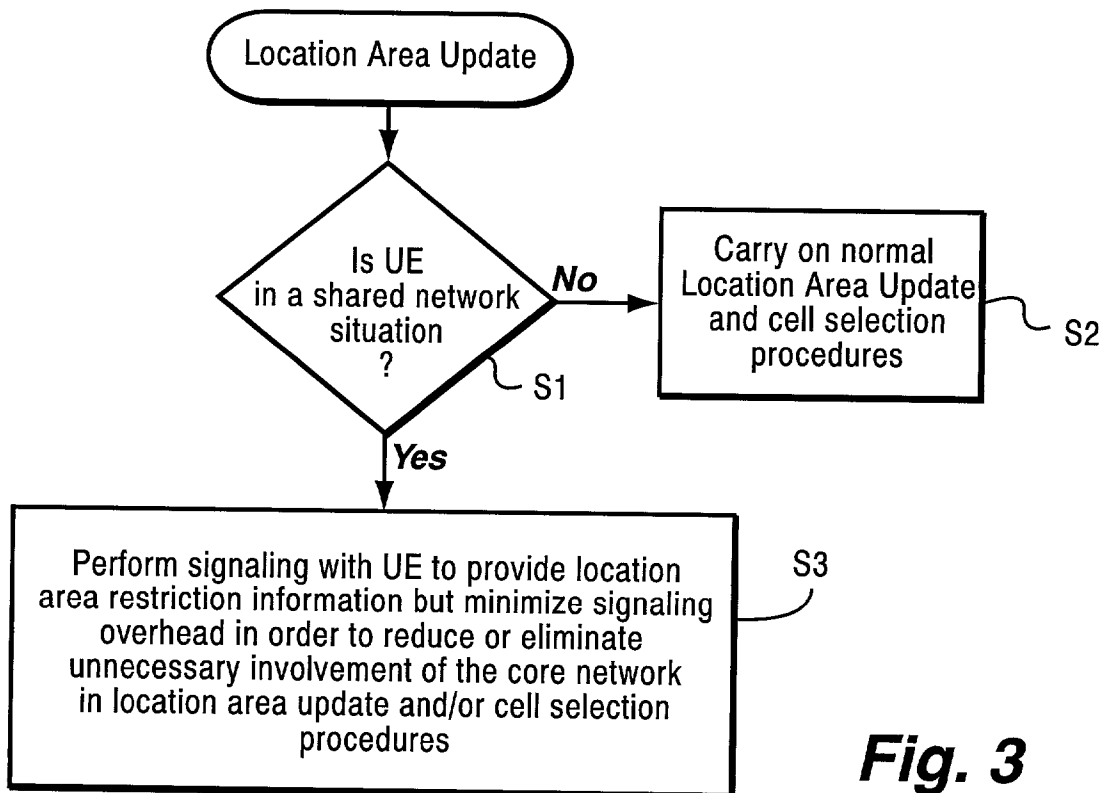 Location Area Update
Is UE
in a shared network
situation
?
No
S1
Carry on normal
Location Area Update
and cell selection
procedures
S2
Yes
Perform signaling with UE to provide location
area restriction information but minimize signaling
overhead in order to reduce or eliminate
unnecessary involvement of the core network
in location area update and/or cell selection
procedures
S3
Fig. 3